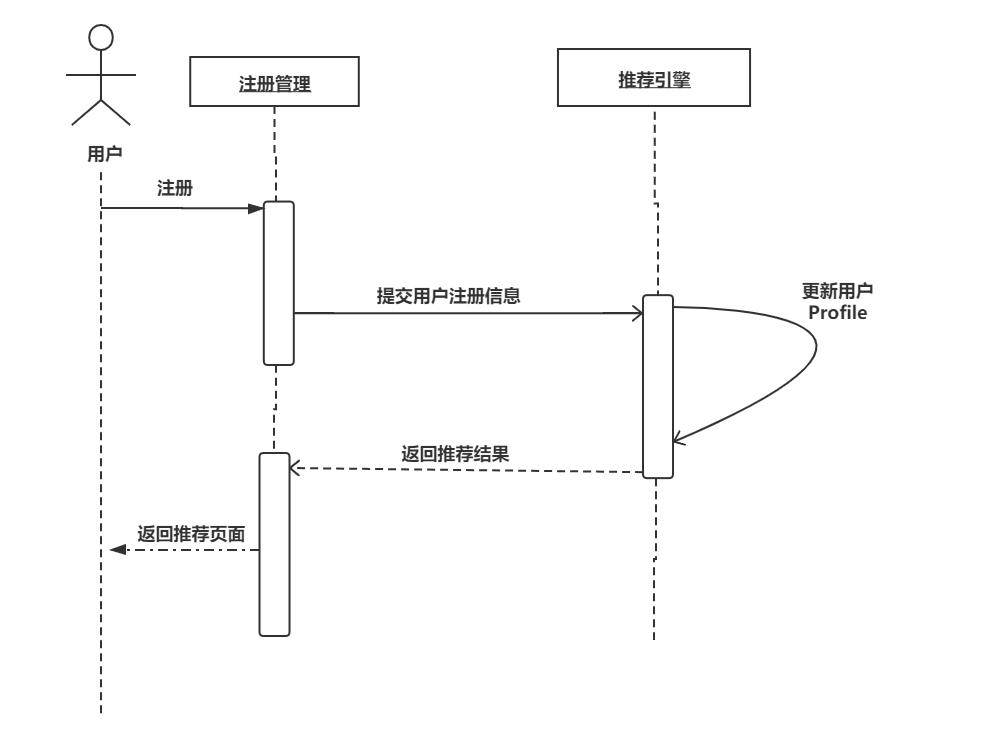 注册管理
推荐引擎
用户
注册
提交用户注册信息
更新用户
Profile
返回推荐结果
返回推荐页面